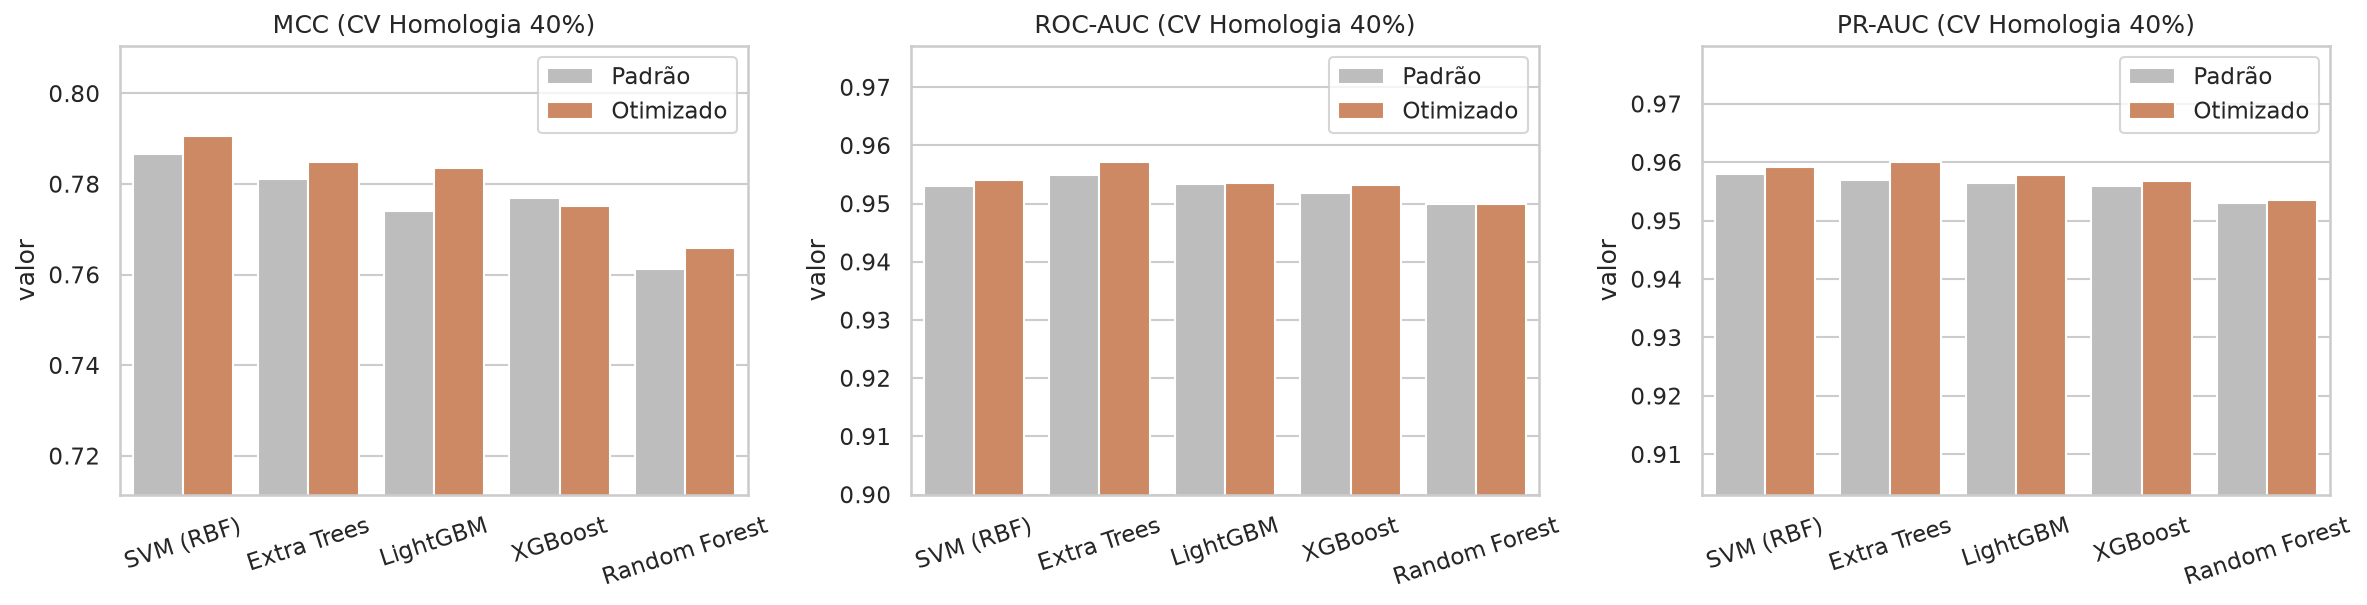 MCC (CV Homologia 40%)
Padrão
Otimizado
valor
0.80
0.78
0.76
0.74
0.72
SVM (RBF)
Extra Trees
LightGBM
XGBoost
Random Forest
ROC-AUC (CV Homologia 40%)
Padrão
Otimizado
valor
0.97
0.96
0.95
0.94
0.93
0.92
0.91
0.90
SVM (RBF)
Extra Trees
LightGBM
XGBoost
Random Forest
PR-AUC (CV Homologia 40%)
Padrão
Otimizado
valor
0.97
0.96
0.95
0.94
0.93
0.92
0.91
SVM (RBF)
Extra Trees
LightGBM
XGBoost
Random Forest